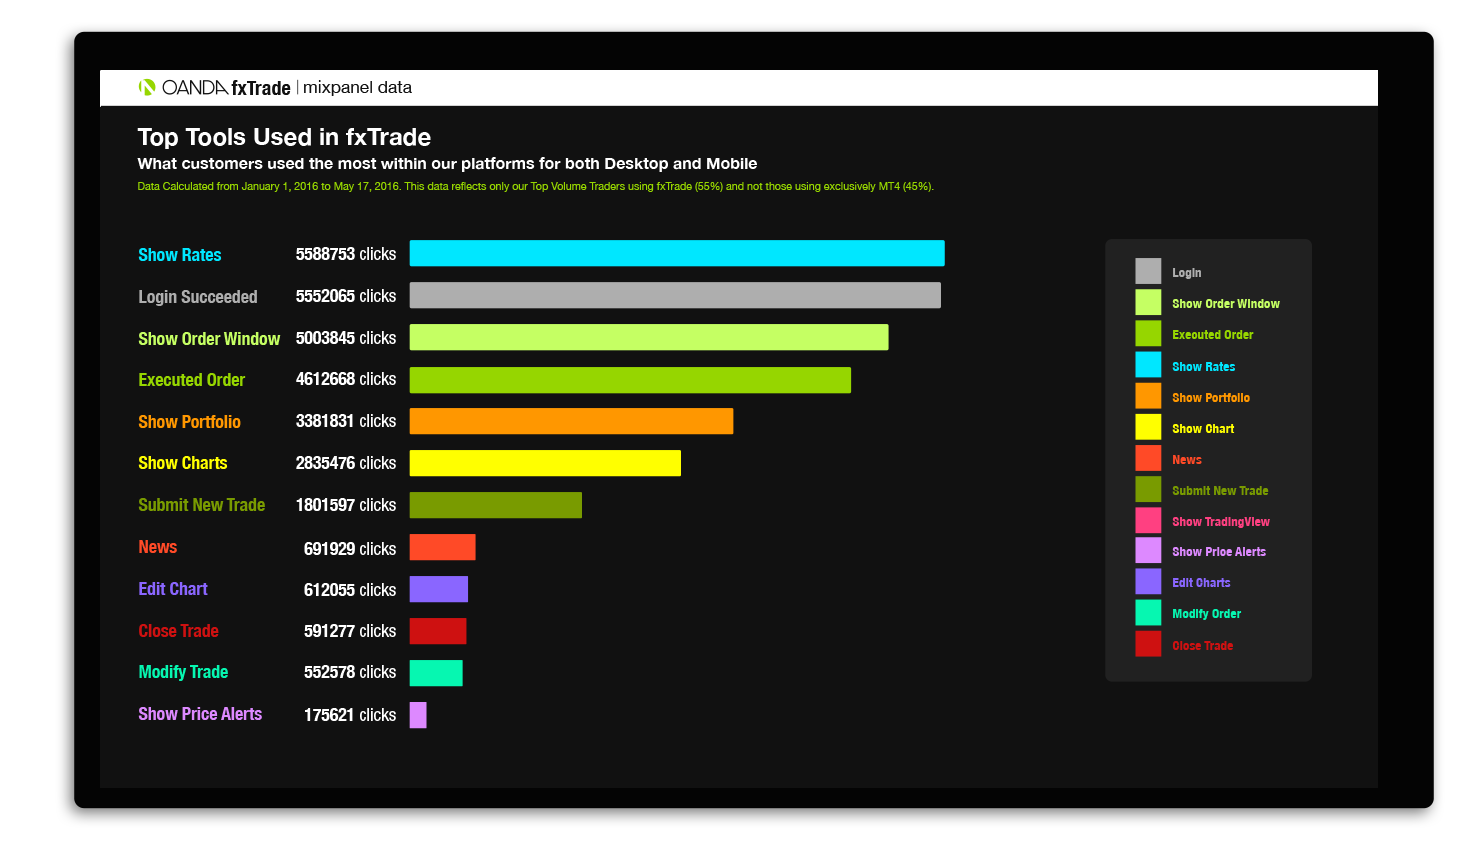 OANDA fxTrade | mixpanel data
Top Tools Used in fxTrade
What customers used the most within our platforms for both Desktop and Mobile
Data Calculated from January 1, 2016 to May 17, 2016. This data reflects only our Top Volume Traders using fxTrade (55%) and not those using exclusively MT4 (45%).
Show Rates 5588753 clicks
Login Succeeded 5552065 clicks
Show Order Window 5003845 clicks
Executed Order 4612668 clicks
Show Portfolio 3381831 clicks
Show Charts 2835476 clicks
Submit New Trade 1801597 clicks
News 691929 clicks
Edit Chart 612055 clicks
Close Trade 591277 clicks
Modify Trade 552578 clicks
Show Price Alerts 175621 clicks
Login
Show Order Window
Executed Order
Show Rates
Show Portfolio
Show Chart
News
Submit New Trade
Show TradingView
Show Price Alerts
Edit Charts
Modify Order
Close Trade